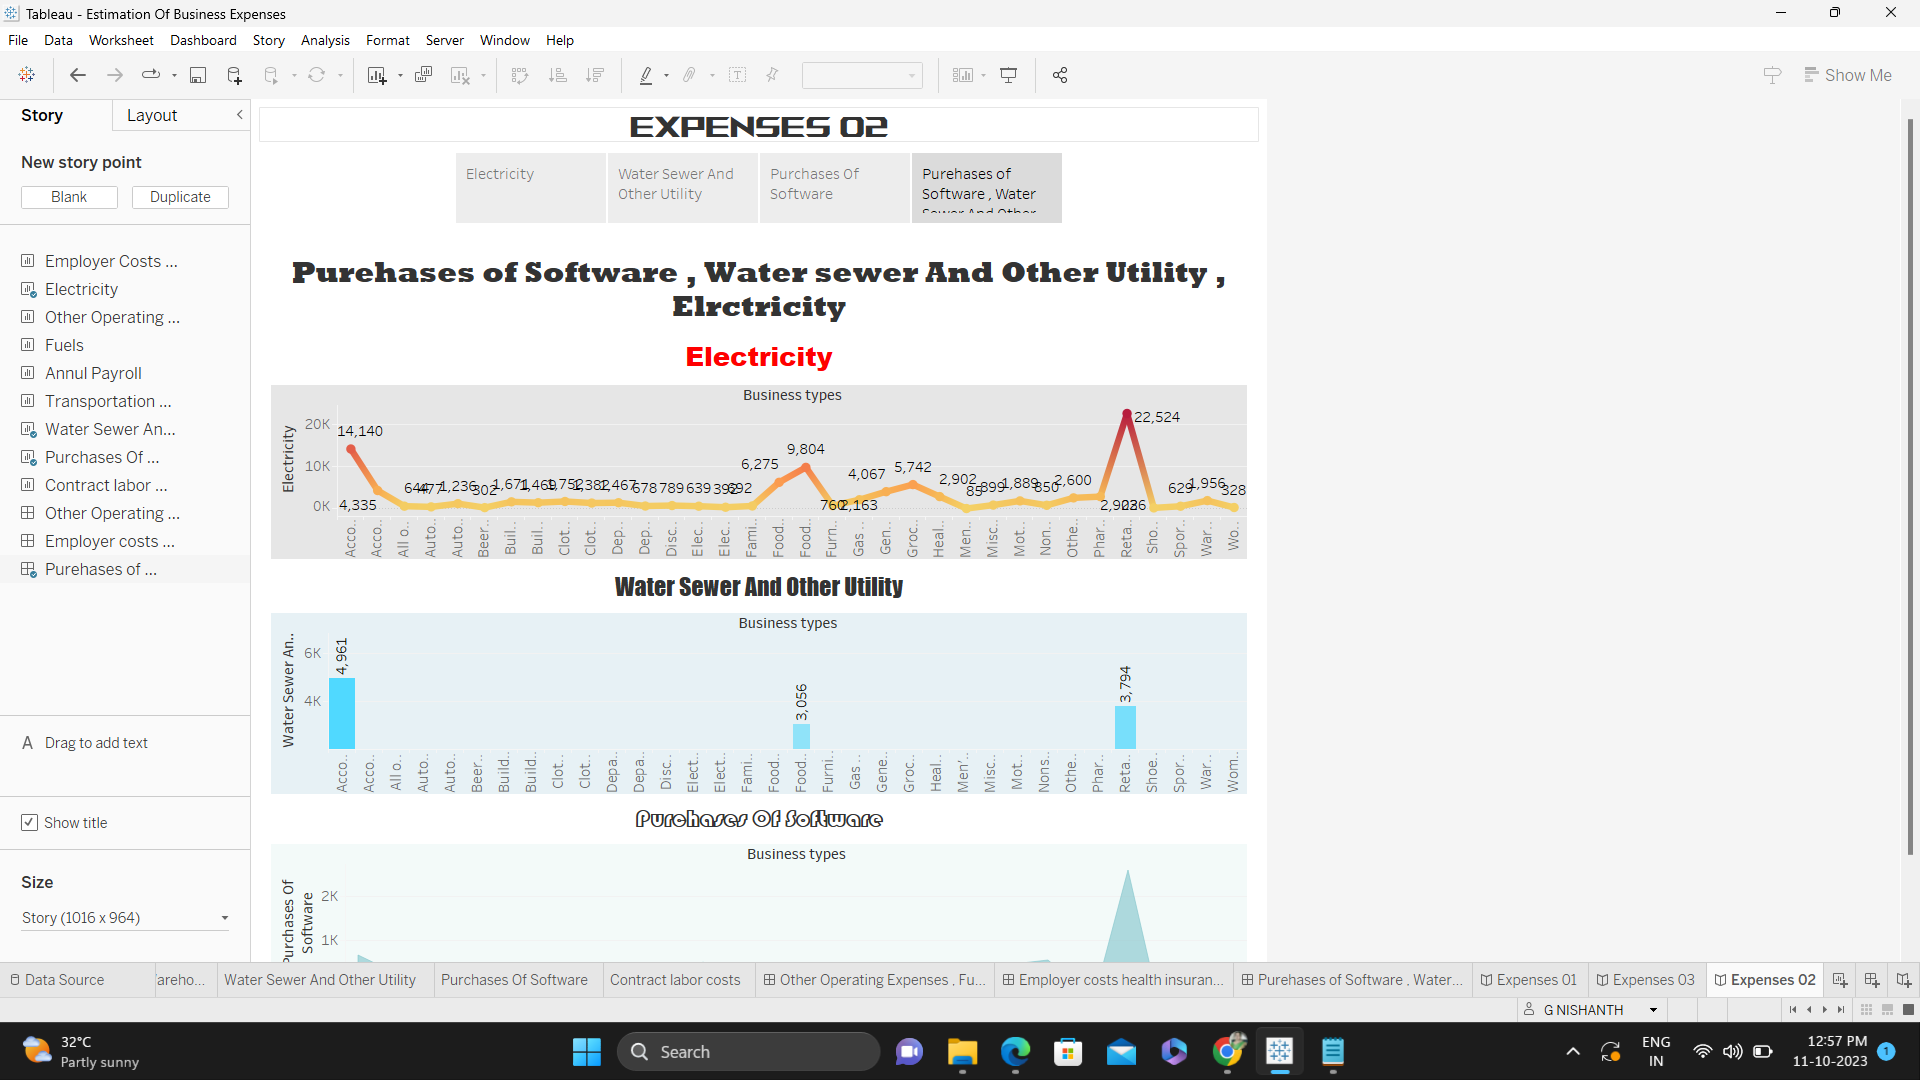 Tableau - Estimation Of Business Expenses
File Data Worksheet Dashboard Story Analysis Format Server Window Help
Show Me
Story Layout
New story point
Blank Duplicate
Employer Costs ...
Electricity
Other Operating ...
Fuels
Annul Payroll
Transportation ...
Water Sewer An...
Purchases Of ...
Contract labor ...
Other Operating ...
Employer costs ...
Purehases of ...
A Drag to add text
Show title
Size
Story (1016 x 964)
EXPENSES 02
Electricity
Water Sewer And
Other Utility
Purchases Of
Software
Purehases of
Software , Water
Sewer And Other
Purehases of Software , Water sewer And Other Utility ,
Elrctricity
Electricity
Business types
Electricity
20K
10K
0K
14,140
4,335
644
477
1,236
302
1,671
1,469
1,752
1,382
1,467
678
789
639
392
692
6,275
9,804
760
2,163
4,067
5,742
2,902
85
899
1,889
850
2,600
2,902
22,524
236
629
1,956
328
Acco.. Acco.. All o.. Auto.. Auto.. Beer.. Buil.. Buil.. Clot.. Clot.. Dep.. Dep.. Disc.. Elec.. Elec.. Fami.. Food.. Food.. Furn.. Gas .. Gen.. Groc.. Heal.. Men.. Misc.. Mot.. Non.. Othe.. Phar.. Reta.. Sho.. Spor.. War.. Wo..
Water Sewer And Other Utility
Business types
Water Sewer An..
6K
4K
4,961
3,056
3,794
Acco.. Acco.. All o.. Auto.. Auto.. Beer.. Build.. Build.. Clot.. Clot.. Depa.. Depa.. Disc.. Elect.. Elect.. Fami.. Food.. Food.. Furni.. Gas .. Gene.. Groc.. Heal.. Men'.. Misc.. Mot.. Nons.. Othe.. Phar.. Reta.. Shoe.. Spor.. War.. Wom..
Purchases Of Software
Business types
Purchases Of
Software
2K
1K
Data Source areho... Water Sewer And Other Utility Purchases Of Software Contract labor costs Other Operating Expenses , Fu... Employer costs health insuran... Purehases of Software , Water... Expenses 01 Expenses 03 Expenses 02
G NISHANTH
32°C
Partly sunny
Search
ENG
IN
12:57 PM
11-10-2023
1